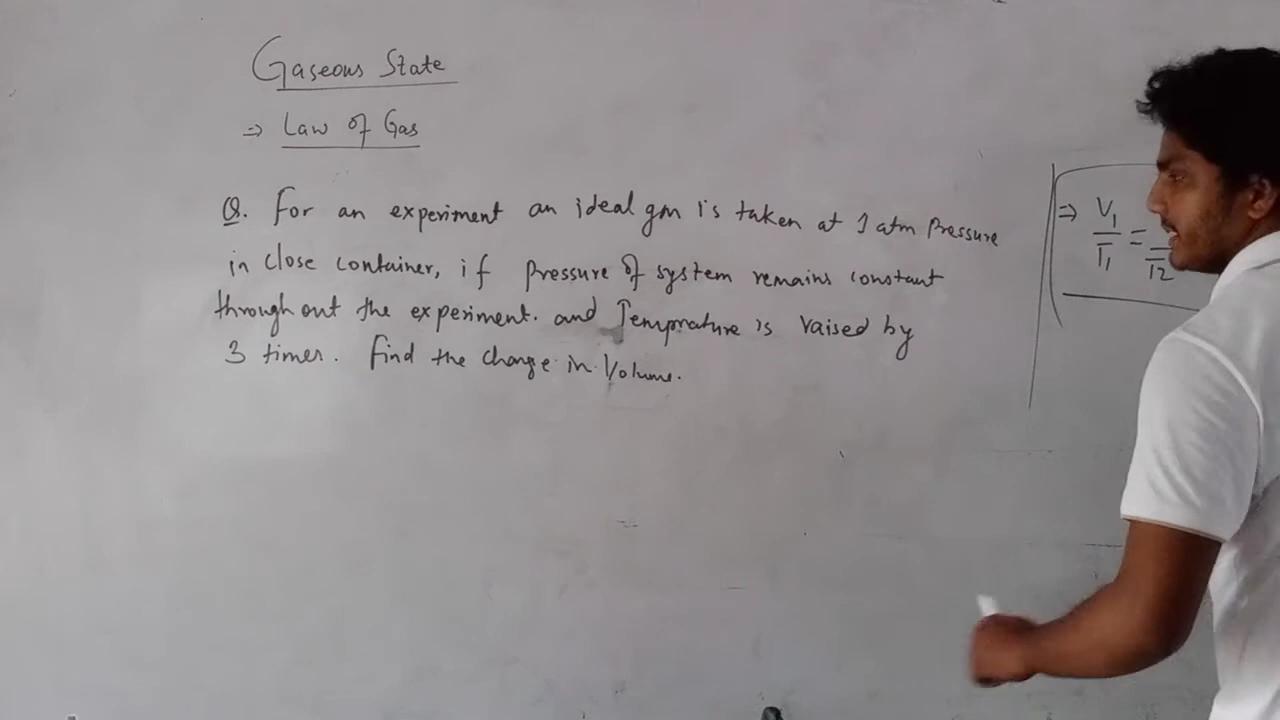 Gaseous State
⇒ Law of Gas
Q. For an experiment an ideal gas is taken at 1 atm Pressure
in close container, if Pressure of system remains constant
through out the experiment. and Temprature is raised by
3 times. Find the change in Volume.
⇒ V1/T1 = /T2